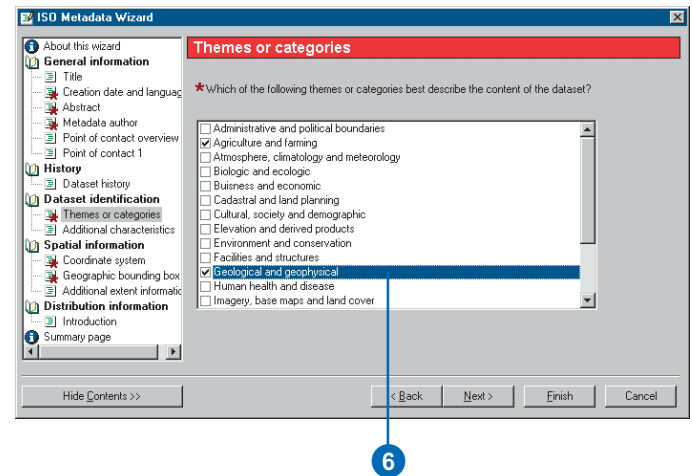 ISO Metadata Wizard
About this wizard
General information
Title
Creation date and languag
Abstract
Metadata author
Point of contact overview
Point of contact 1
History
Dataset history
Dataset identification
Themes or categories
Additional characteristics
Spatial information
Coordinate system
Geographic bounding box
Additional extent informatic
Distribution information
Introduction
Summary page
Themes or categories
*Which of the following themes or categories best describe the content of the dataset?
Administrative and political boundaries
Agriculture and farming
Atmosphere, climatology and meteorology
Biologic and ecologic
Buisness and economic
Cadastral and land planning
Cultural, society and demographic
Elevation and derived products
Environment and conservation
Facilities and structures
Geological and geophysical
Human health and disease
Imagery, base maps and land cover
Hide Contents >>
< Back
Next >
Finish
Cancel
6